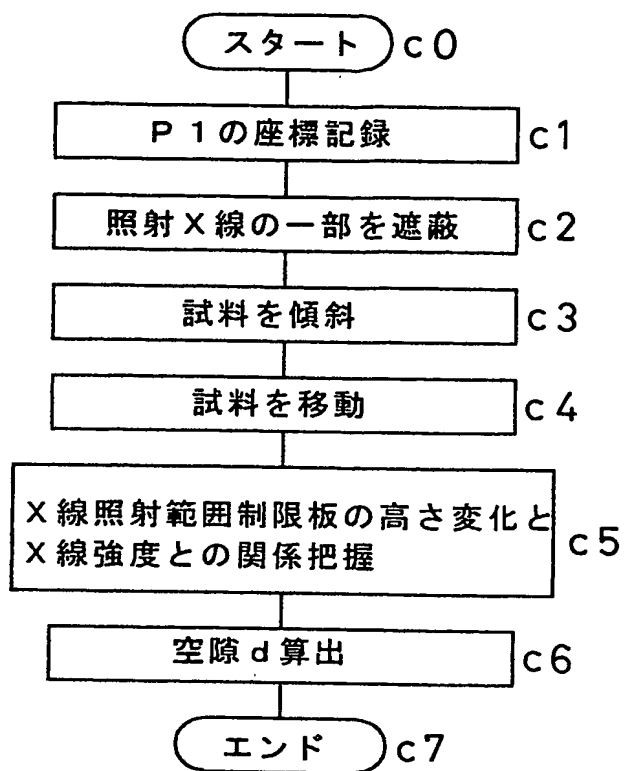 スタート c0
P1の座標記録 c1
照射X線の一部を遮蔽 c2
試料を傾斜 c3
試料を移動 c4
X線照射範囲制限板の高さ変化と
X線強度との関係把握 c5
空隙d算出 c6
エンド c7